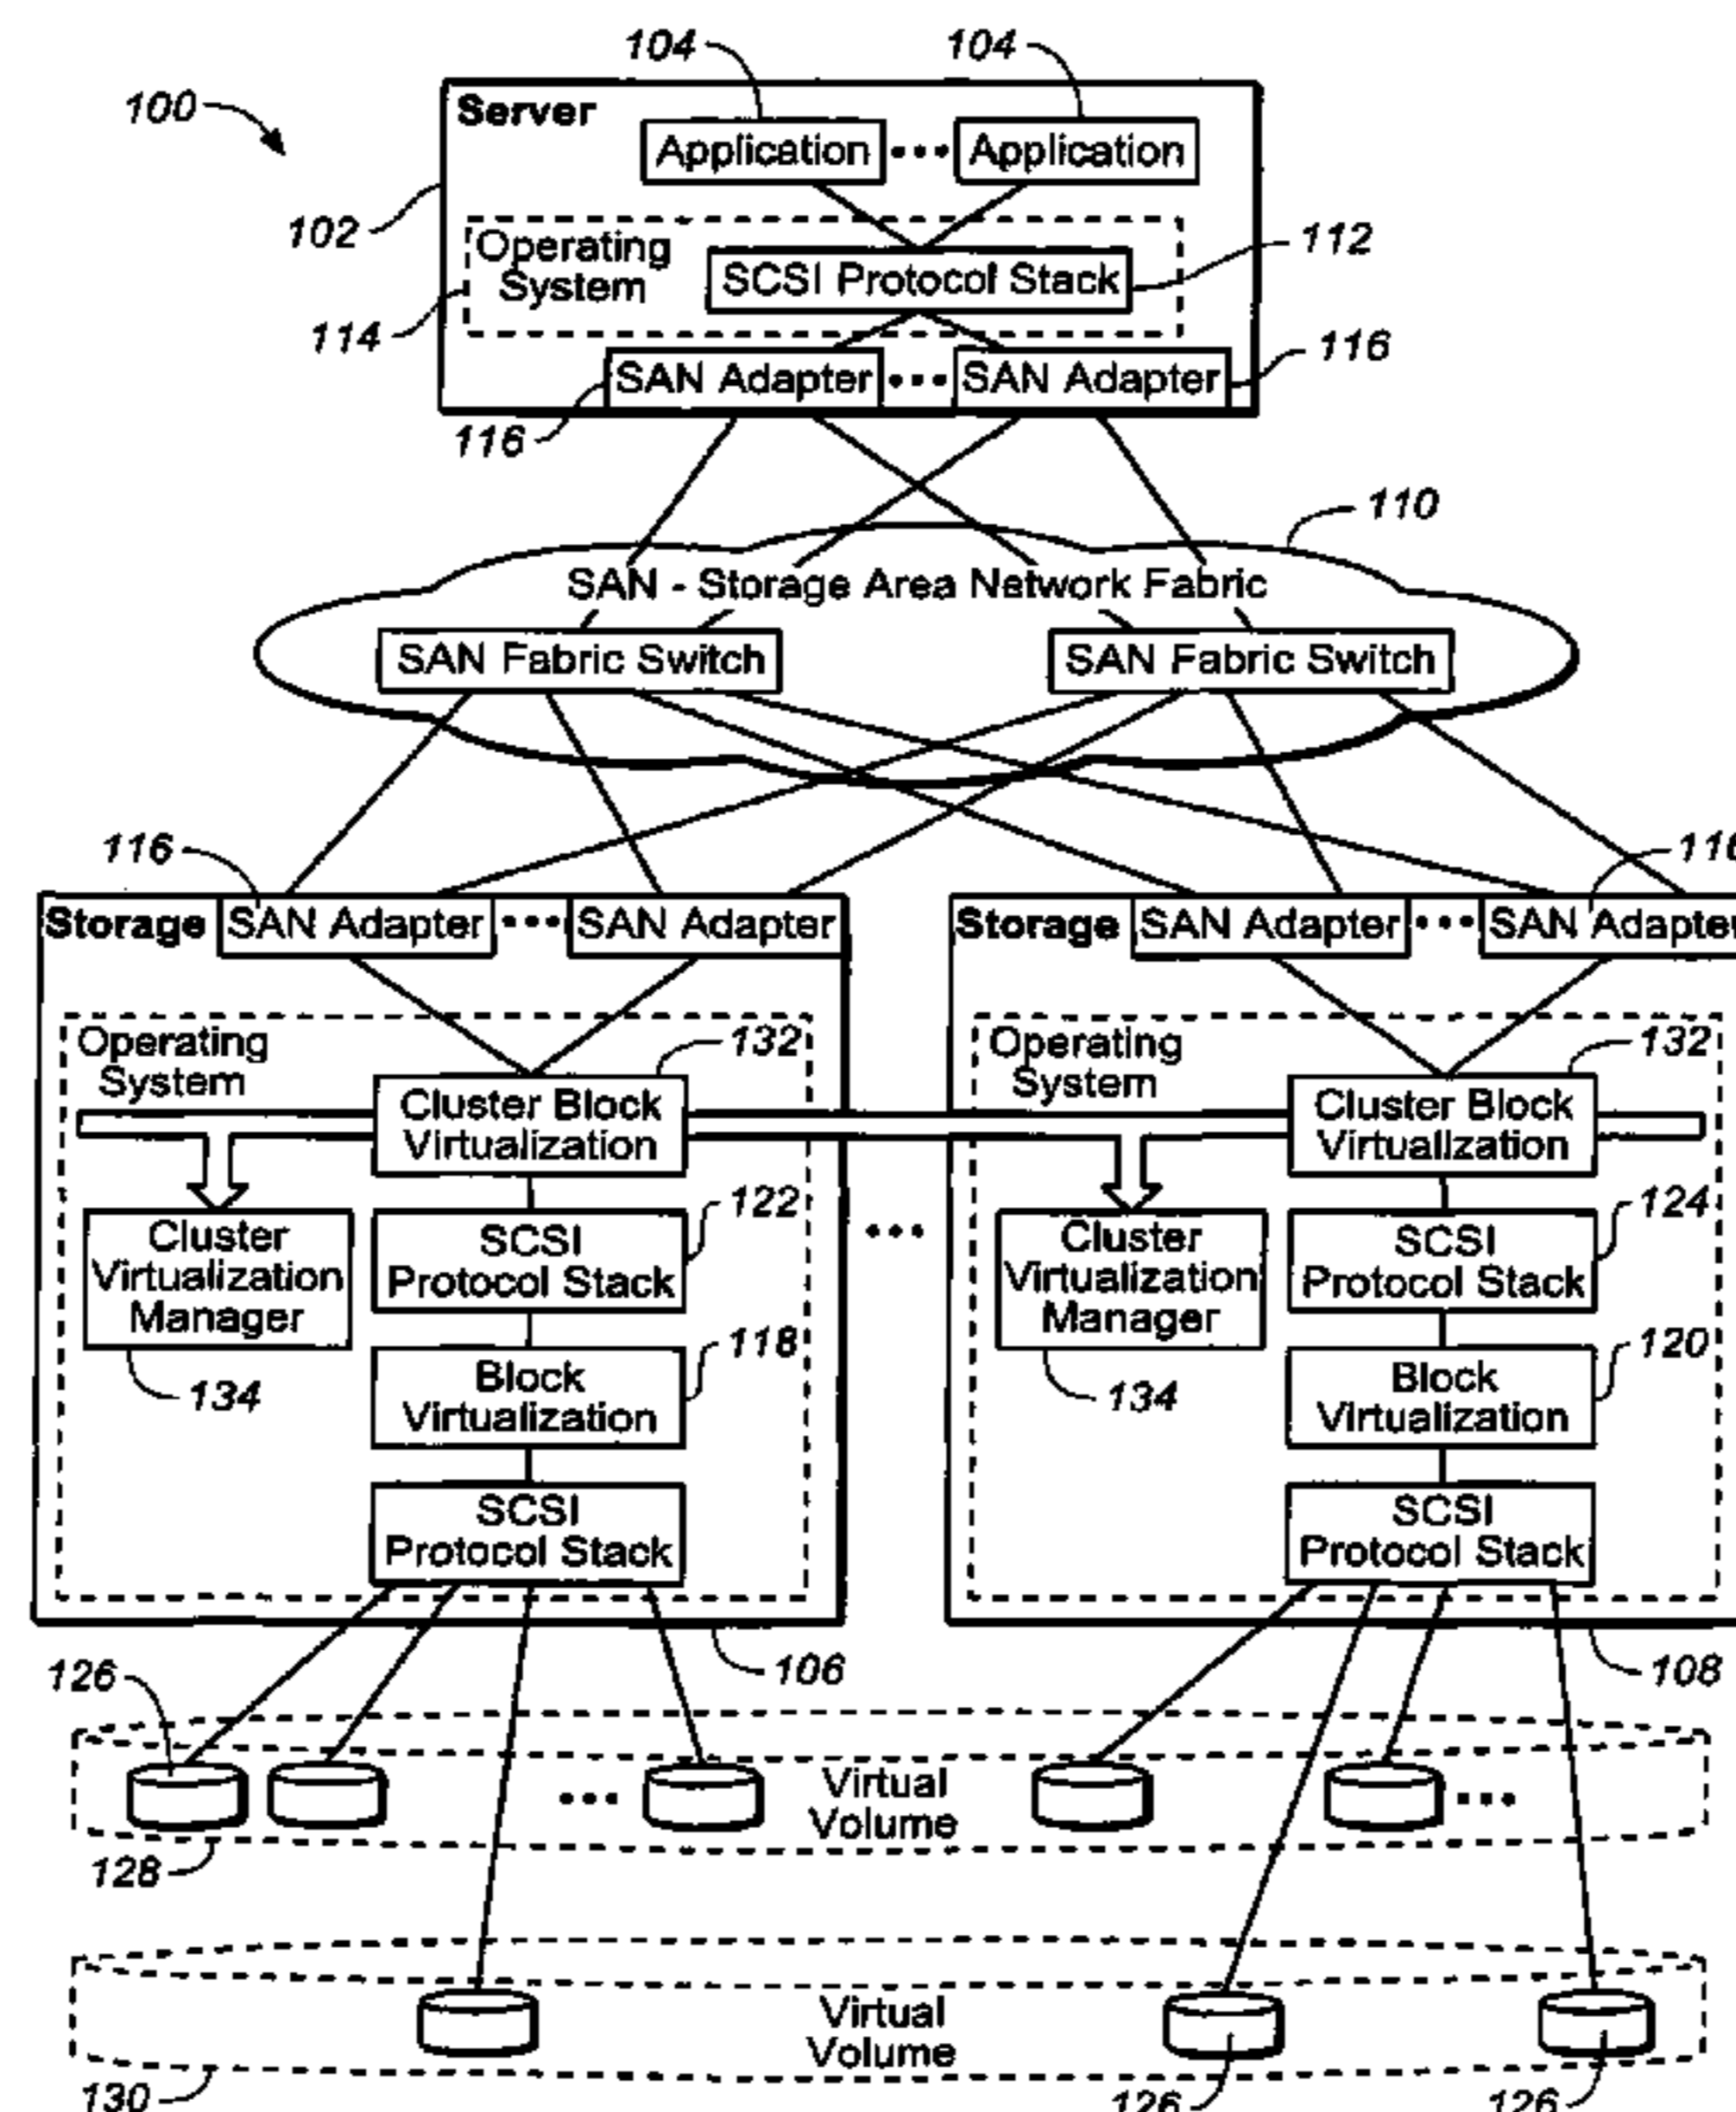 104 104
100
Server
Application ••• Application
102
Operating
System
SCSI Protocol Stack
112
114
SAN Adapter ••• SAN Adapter
116
116
110
SAN - Storage Area Network Fabric
SAN Fabric Switch SAN Fabric Switch
116 116
Storage SAN Adapter ••• SAN Adapter
Storage SAN Adapter ••• SAN Adapter
Operating
System
132
Cluster Block
Virtualization
Operating
System
132
Cluster Block
Virtualization
Cluster
Virtualization
Manager
134
122
SCSI
Protocol Stack
118
Block
Virtualization
SCSI
Protocol Stack
•••
Cluster
Virtualization
Manager
134
124
SCSI
Protocol Stack
120
Block
Virtualization
SCSI
Protocol Stack
106
108
126
•••
Virtual
Volume
•••
128
Virtual
Volume
130
126
126